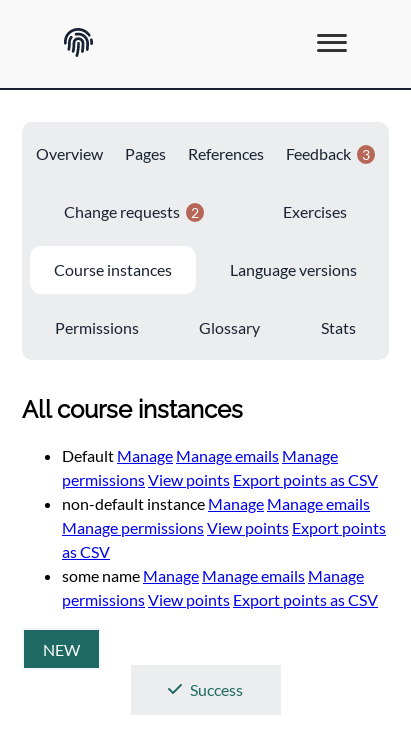 Overview Pages References Feedback 3
Change requests 2 Exercises
Course instances Language versions
Permissions Glossary Stats
All course instances
Default Manage Manage emails Manage
permissions View points Export points as CSV
non-default instance Manage Manage emails
Manage permissions View points Export points
as CSV
some name Manage Manage emails Manage
permissions View points Export points as CSV
NEW
Success